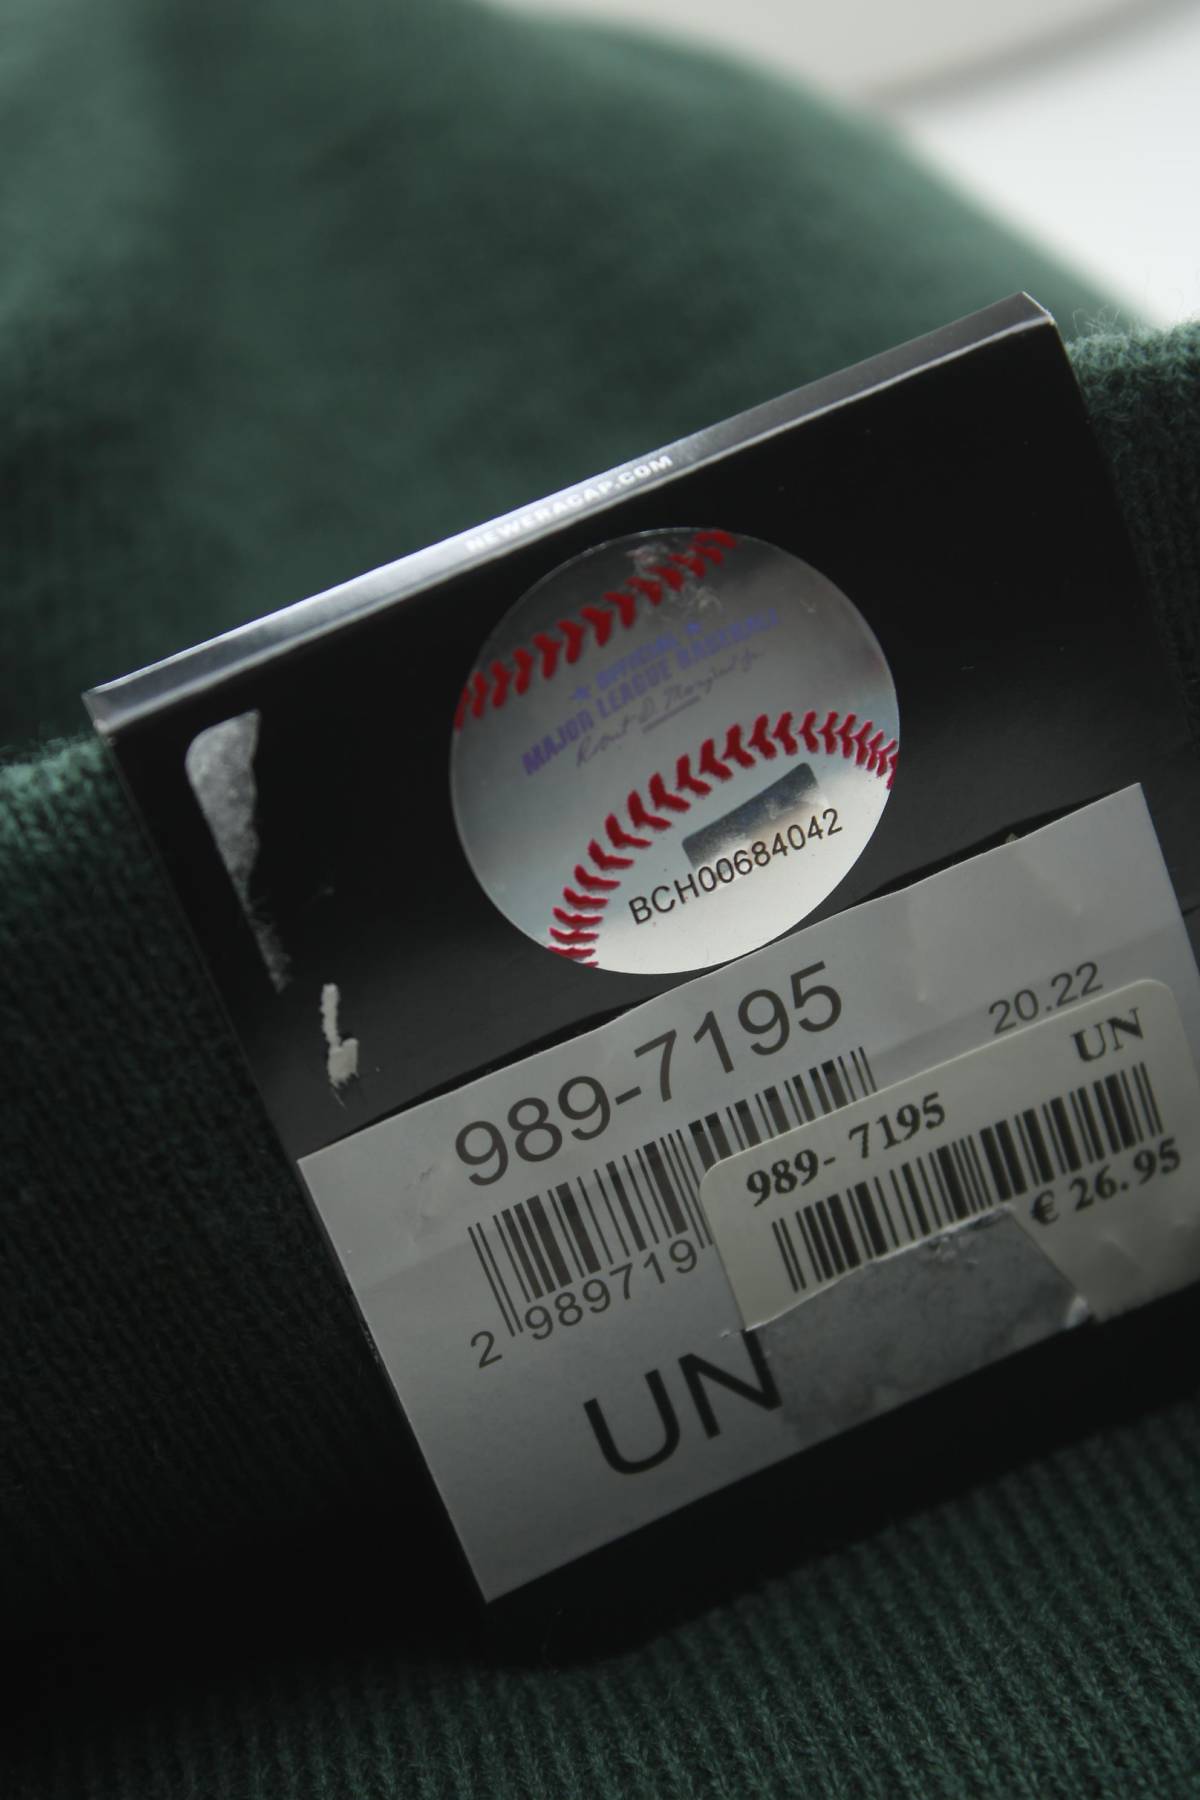 NEWERACAP.COM
★ OFFICIAL ★
MAJOR LEAGUE BASEBALL
BCH00684042
989-7195
20.22
2 989719
UN
UN
989- 7195
€ 26.95